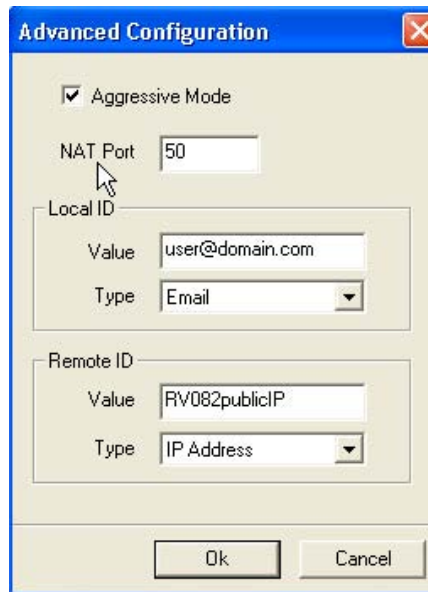 Advanced Configuration
Aggressive Mode
NAT Port 50
Local ID
Value user@domain.com
Type Email
Remote ID
Value RV082publicIP
Type IP Address
Ok Cancel